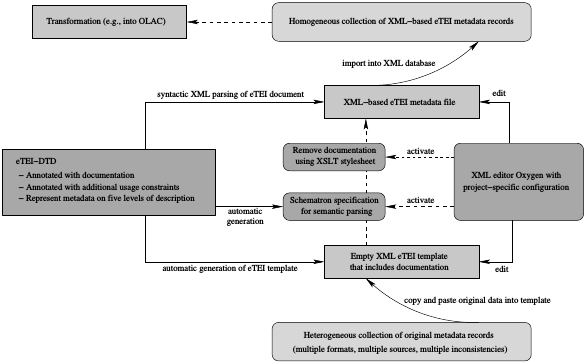 Transformation (e.g., into OLAC)
Homogeneous collection of XML−based eTEI metadata records
import into XML database
syntactic XML parsing of eTEI document
XML−based eTEI metadata file
edit
eTEI−DTD
− Annotated with documentation
− Annotated with additional usage constraints
− Represent metadata on five levels of description
Remove documentation
using XSLT stylesheet
activate
XML editor Oxygen with
project−specific configuration
Schematron specification
for semantic parsing
activate
automatic
generation
automatic generation of eTEI template
Empty XML eTEI template
that includes documentation
edit
copy and paste original data into template
Heterogeneous collection of original metadata records
(multiple formats, multiple sources, multiple inconsistencies)